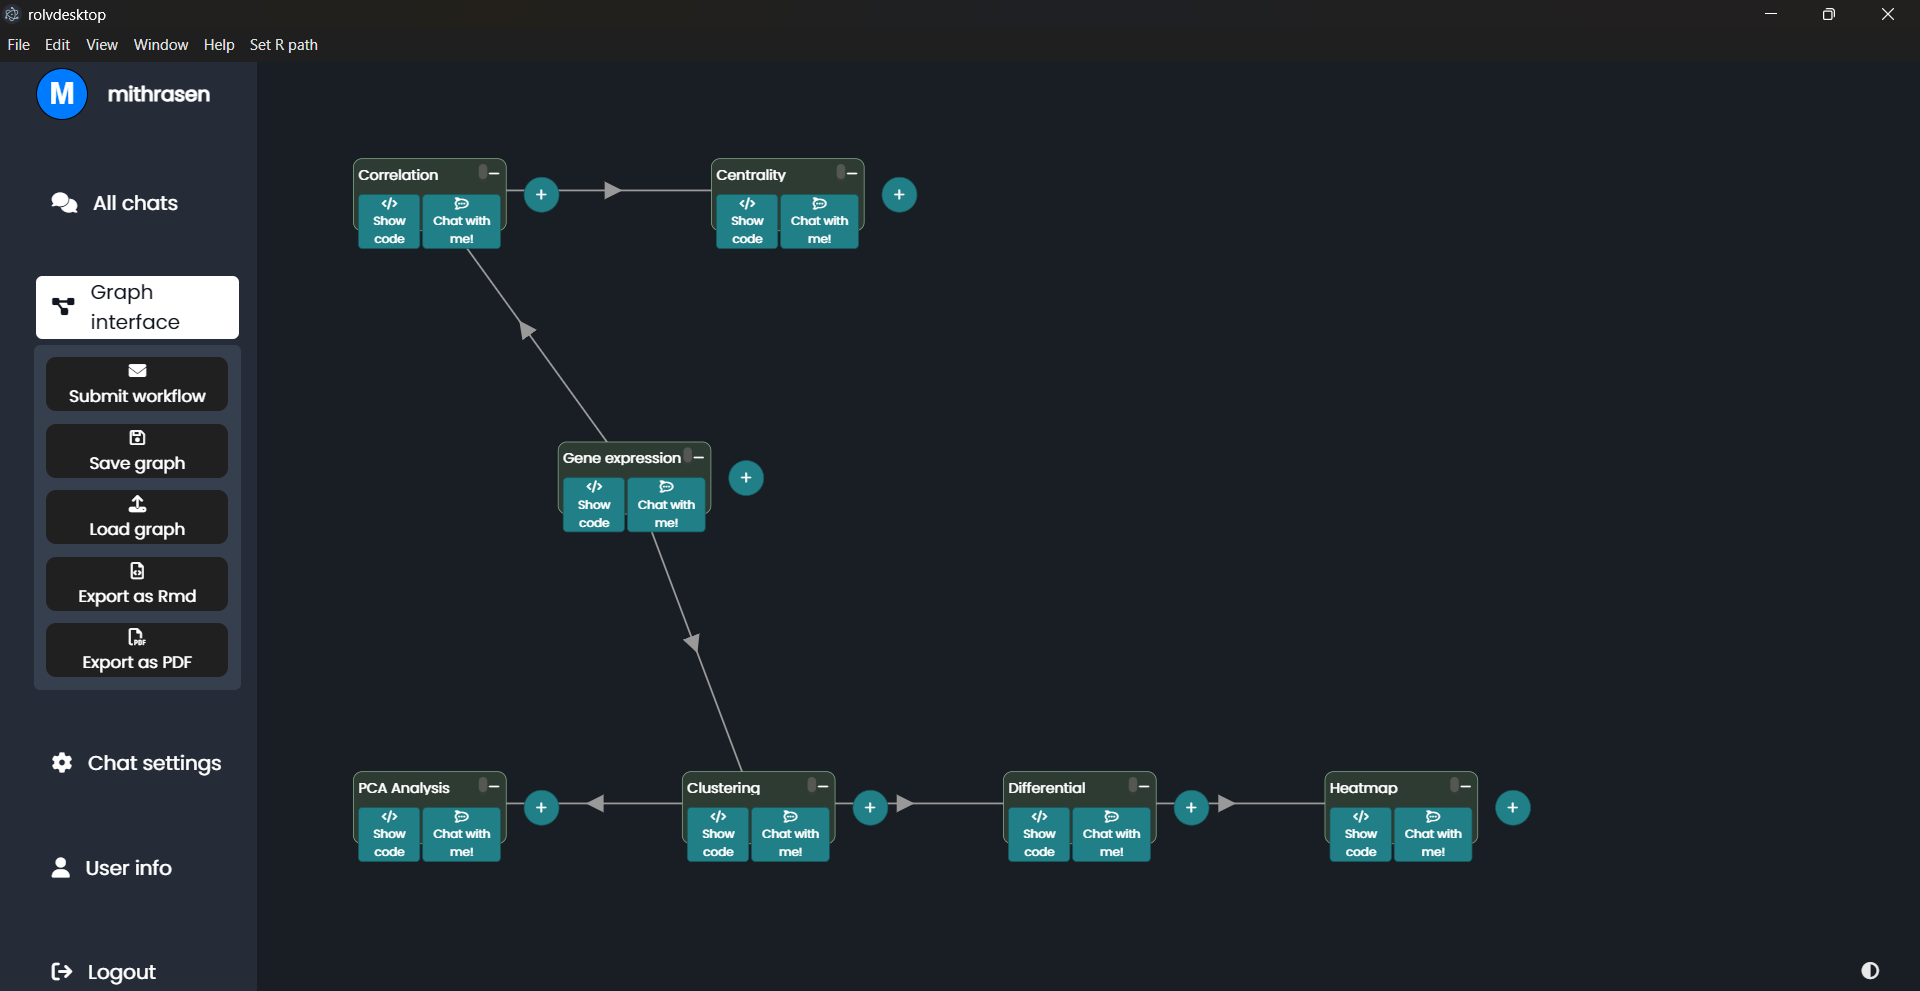 rolvdesktop
File Edit View Window Help Set R path
M mithrasen
All chats
Graph
interface
Submit workflow
Save graph
Load graph
Export as Rmd
PDF
Export as PDF
Chat settings
User info
Logout
Correlation
</>
Show
code
Chat with
me!
+
Centrality
</>
Show
code
Chat with
me!
+
Gene expression
</>
Show
code
Chat with
me!
+
PCA Analysis
</>
Show
code
Chat with
me!
+
Clustering
</>
Show
code
Chat with
me!
+
Differential
</>
Show
code
Chat with
me!
+
Heatmap
</>
Show
code
Chat with
me!
+